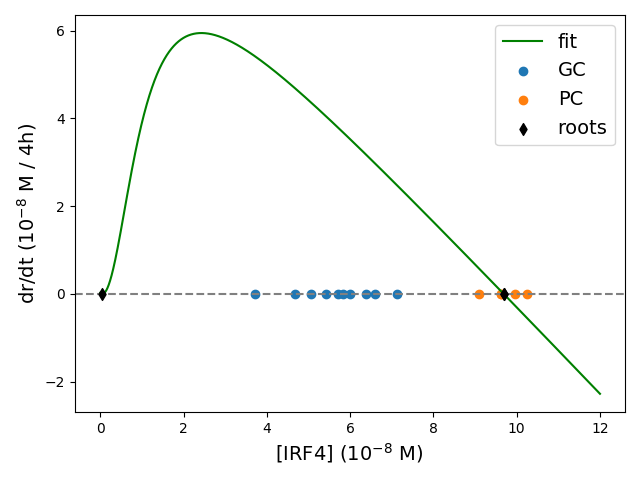 fit
GC
PC
roots
6
4
2
0
−2
dr/dt (10⁻⁸ M / 4h)
0 2 4 6 8 10 12
[IRF4] (10⁻⁸ M)